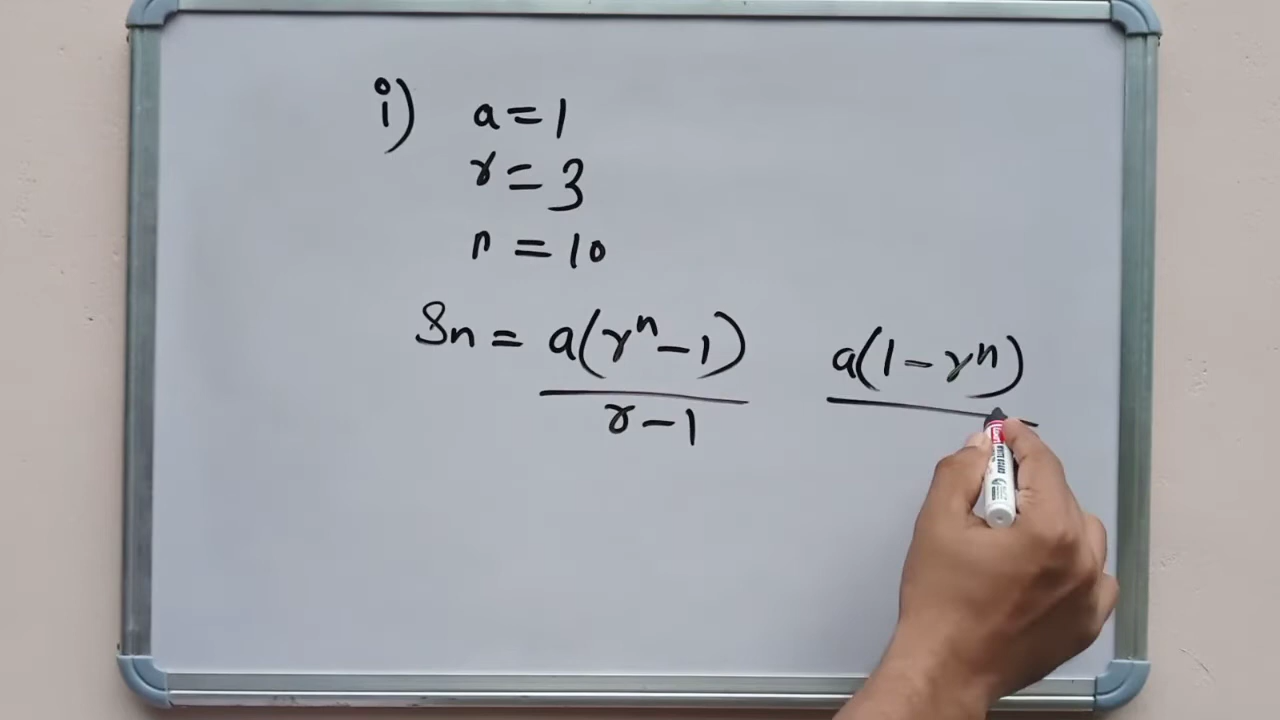 i) a = 1
r = 3
n = 10
Sn = a(r^n - 1) / r - 1    a(1 - r^n)